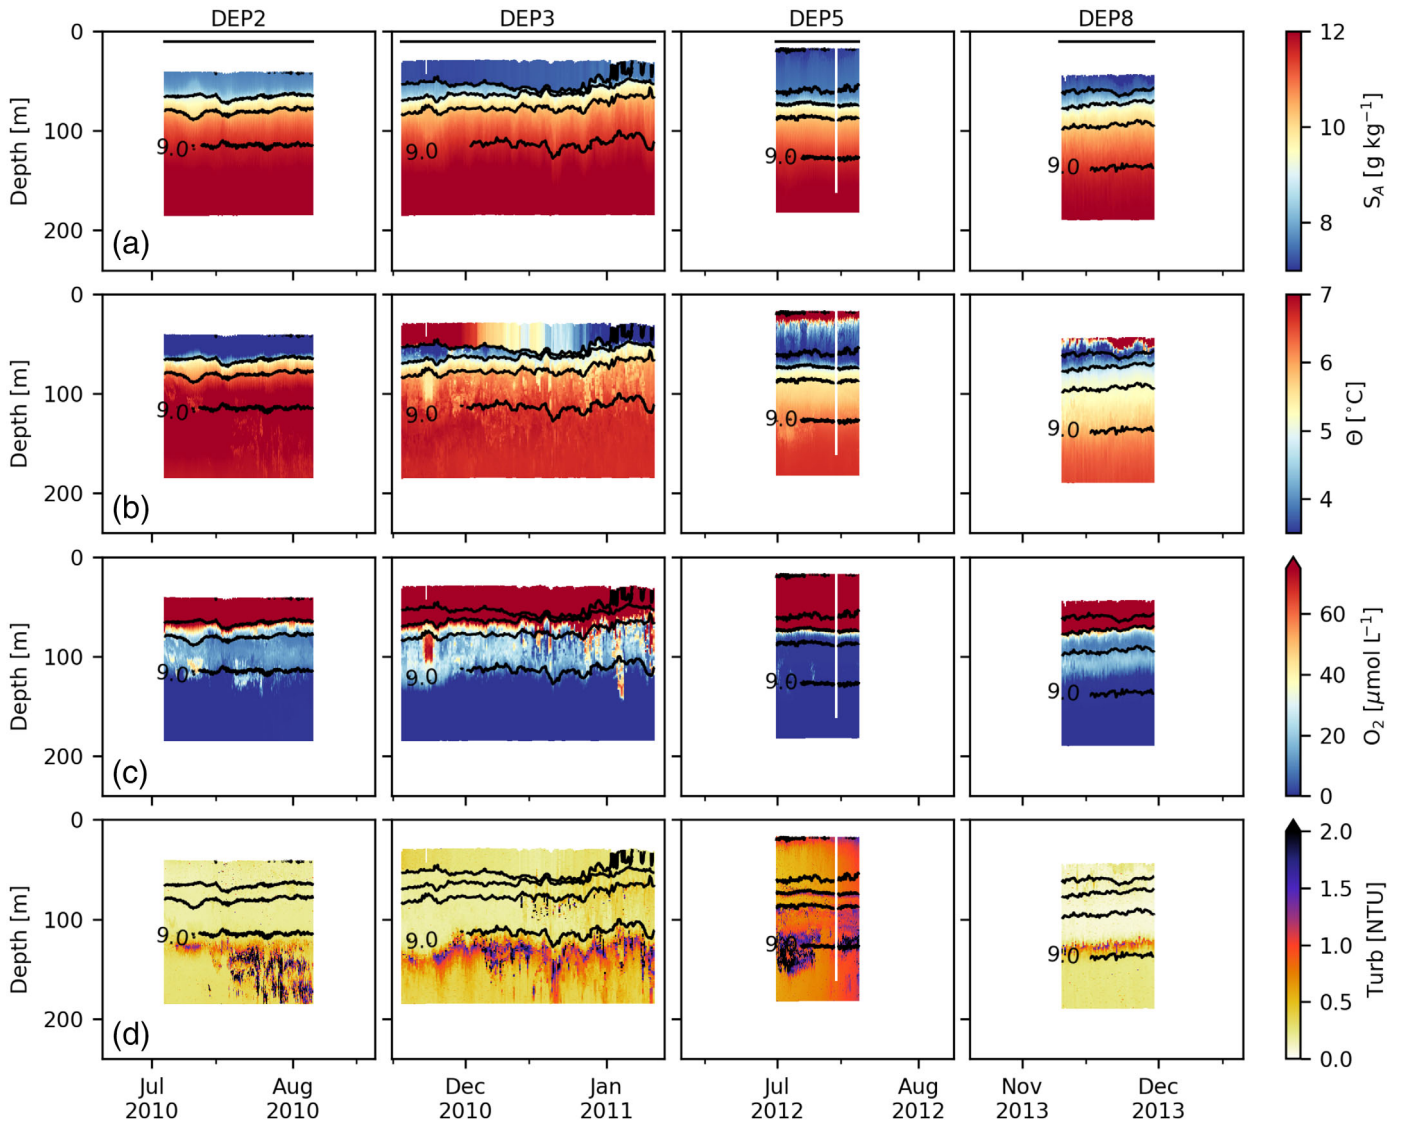 DEP2 DEP3 DEP5 DEP8
0
100
200
Depth [m]
9.0 9.0 9.0 9.0
(a)
12
10
8
S_A [g kg⁻¹]
0
100
200
Depth [m]
9.0 9.0 9.0 9.0
(b)
7
6
5
4
Θ [°C]
0
100
200
Depth [m]
9.0 9.0 9.0 9.0
(c)
60
40
20
0
O₂ [μmol l⁻¹]
0
100
200
Depth [m]
9.0 9.0 9.0 9.0
(d)
2.0
1.5
1.0
0.5
0.0
Turb [NTU]
Jul Aug Dec Jan Jul Aug Nov Dec
2010 2010 2010 2011 2012 2012 2013 2013